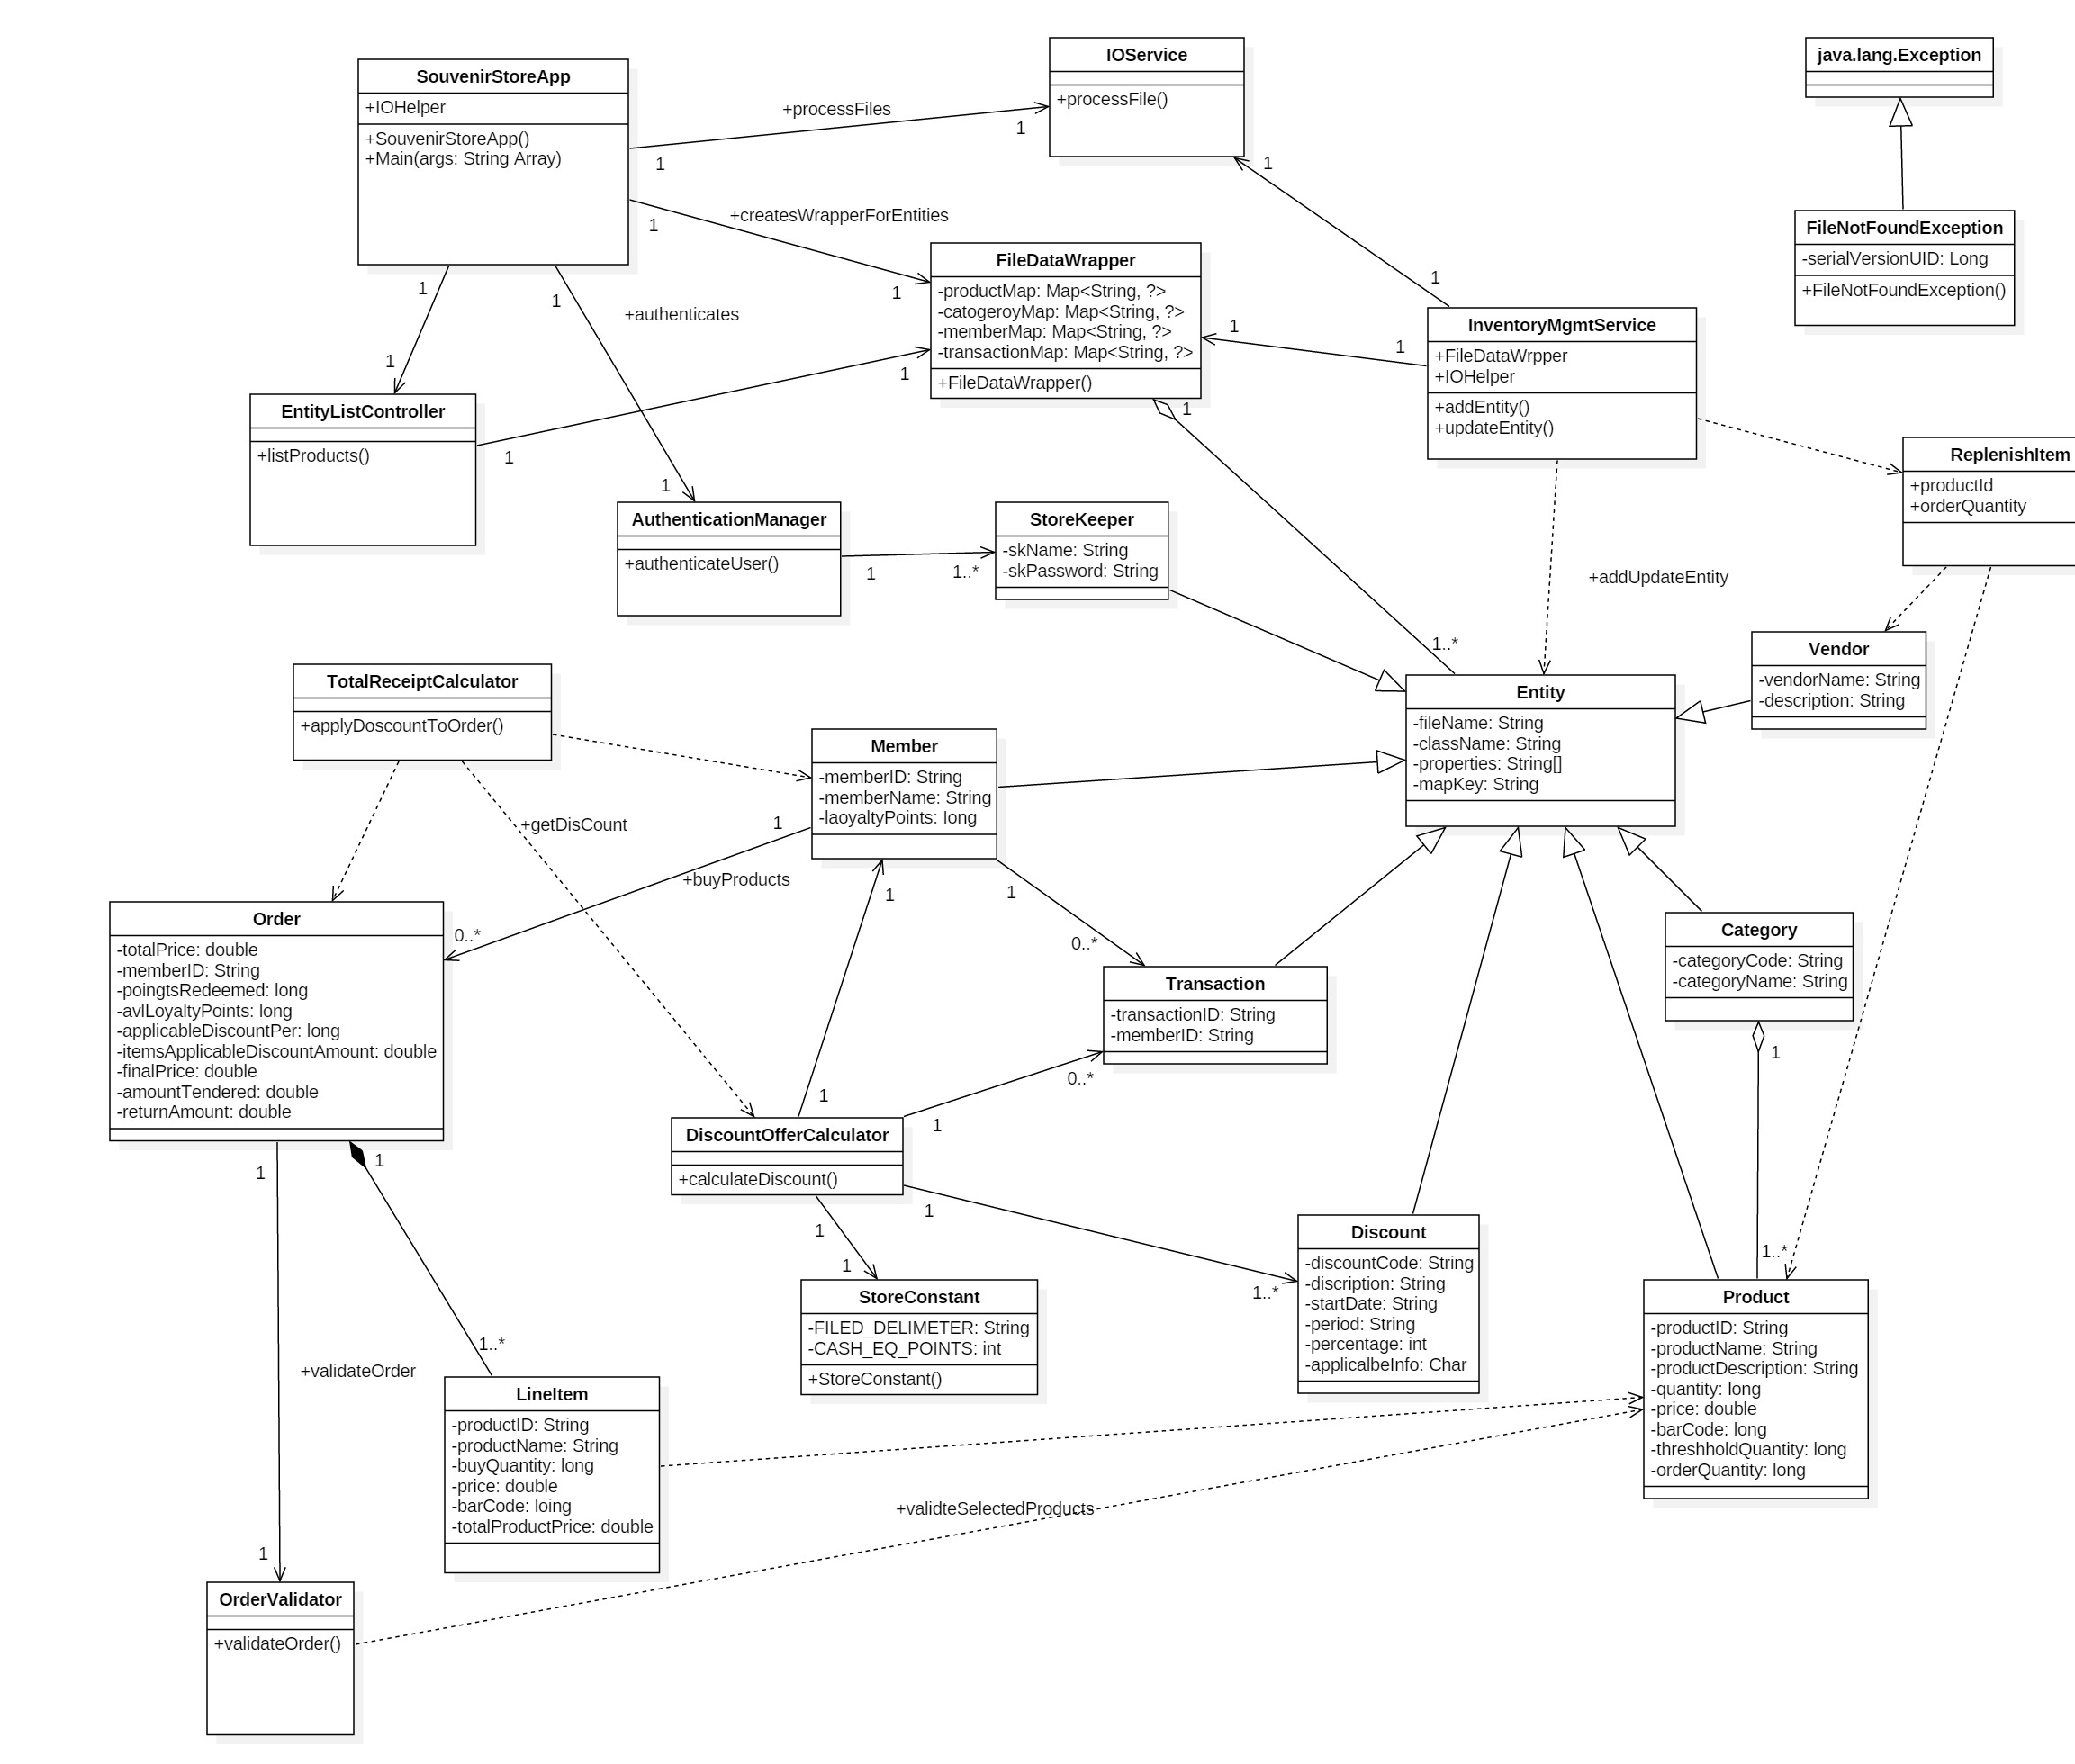 SouvenirStoreApp
+IOHelper
+SouvenirStoreApp()
+Main(args: String Array)
+processFiles
1
1
IOService
+processFile()
java.lang.Exception
FileNotFoundException
-serialVersionUID: Long
+FileNotFoundException()
+createsWrapperForEntities
1
1
FileDataWrapper
-productMap: Map<String, ?>
-catogeroyMap: Map<String, ?>
-memberMap: Map<String, ?>
-transactionMap: Map<String, ?>
+FileDataWrapper()
1
1
1
1
InventoryMgmtService
+FileDataWrpper
+IOHelper
+addEntity()
+updateEntity()
1
1
EntityListController
+listProducts()
1
1
1
+authenticates
1
AuthenticationManager
+authenticateUser()
1
1..*
StoreKeeper
-skName: String
-skPassword: String
1
1..*
ReplenishItem
+productId
+orderQuantity
+addUpdateEntity
Vendor
-vendorName: String
-description: String
Entity
-fileName: String
-className: String
-properties: String[]
-mapKey: String
TotalReceiptCalculator
+applyDoscountToOrder()
+getDisCount
Member
-memberID: String
-memberName: String
-laoyaltyPoints: long
1
+buyProducts
0..*
1
0..*
1
1
Order
-totalPrice: double
-memberID: String
-poingtsRedeemed: long
-avlLoyaltyPoints: long
-applicableDiscountPer: long
-itemsApplicableDiscountAmount: double
-finalPrice: double
-amountTendered: double
-returnAmount: double
Transaction
-transactionID: String
-memberID: String
Category
-categoryCode: String
-categoryName: String
1
1..*
DiscountOfferCalculator
+calculateDiscount()
1
0..*
1
1..*
1
1
StoreConstant
-FILED_DELIMETER: String
-CASH_EQ_POINTS: int
+StoreConstant()
Discount
-discountCode: String
-discription: String
-startDate: String
-period: String
-percentage: int
-applicalbeInfo: Char
Product
-productID: String
-productName: String
-productDescription: String
-quantity: long
-price: double
-barCode: long
-threshholdQuantity: long
-orderQuantity: long
1
1..*
1
+validateOrder
1
LineItem
-productID: String
-productName: String
-buyQuantity: long
-price: double
-barCode: loing
-totalProductPrice: double
+validteSelectedProducts
OrderValidator
+validateOrder()